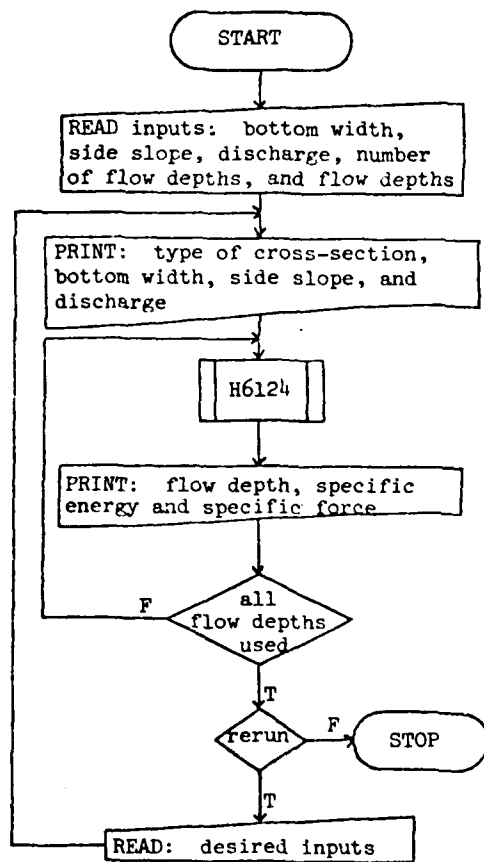 START
READ inputs: bottom width,
side slope, discharge, number
of flow depths, and flow depths
PRINT: type of cross-section,
bottom width, side slope, and
discharge
H6124
PRINT: flow depth, specific
energy and specific force
F
all
flow depths
used
T
rerun
F
STOP
T
READ: desired inputs